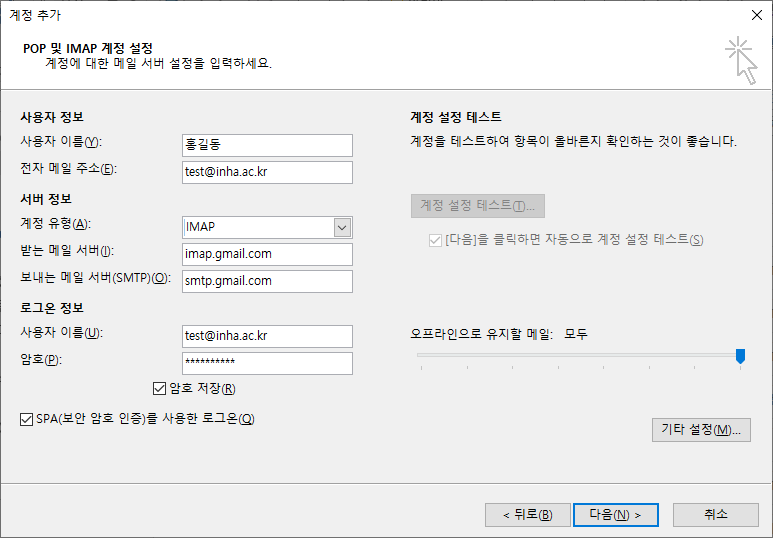 계정 추가
POP 및 IMAP 계정 설정
계정에 대한 메일 서버 설정을 입력하세요.
사용자 정보
사용자 이름(Y):
홍길동
전자 메일 주소(E):
test@inha.ac.kr
서버 정보
계정 유형(A):
IMAP
받는 메일 서버(I):
imap.gmail.com
보내는 메일 서버(SMTP)(O):
smtp.gmail.com
로그온 정보
사용자 이름(U):
test@inha.ac.kr
암호(P):
**********
암호 저장(R)
SPA(보안 암호 인증)를 사용한 로그온(Q)
계정 설정 테스트
계정을 테스트하여 항목이 올바른지 확인하는 것이 좋습니다.
계정 설정 테스트(T)...
[다음]을 클릭하면 자동으로 계정 설정 테스트(S)
오프라인으로 유지할 메일: 모두
기타 설정(M)...
< 뒤로(B)
다음(N) >
취소